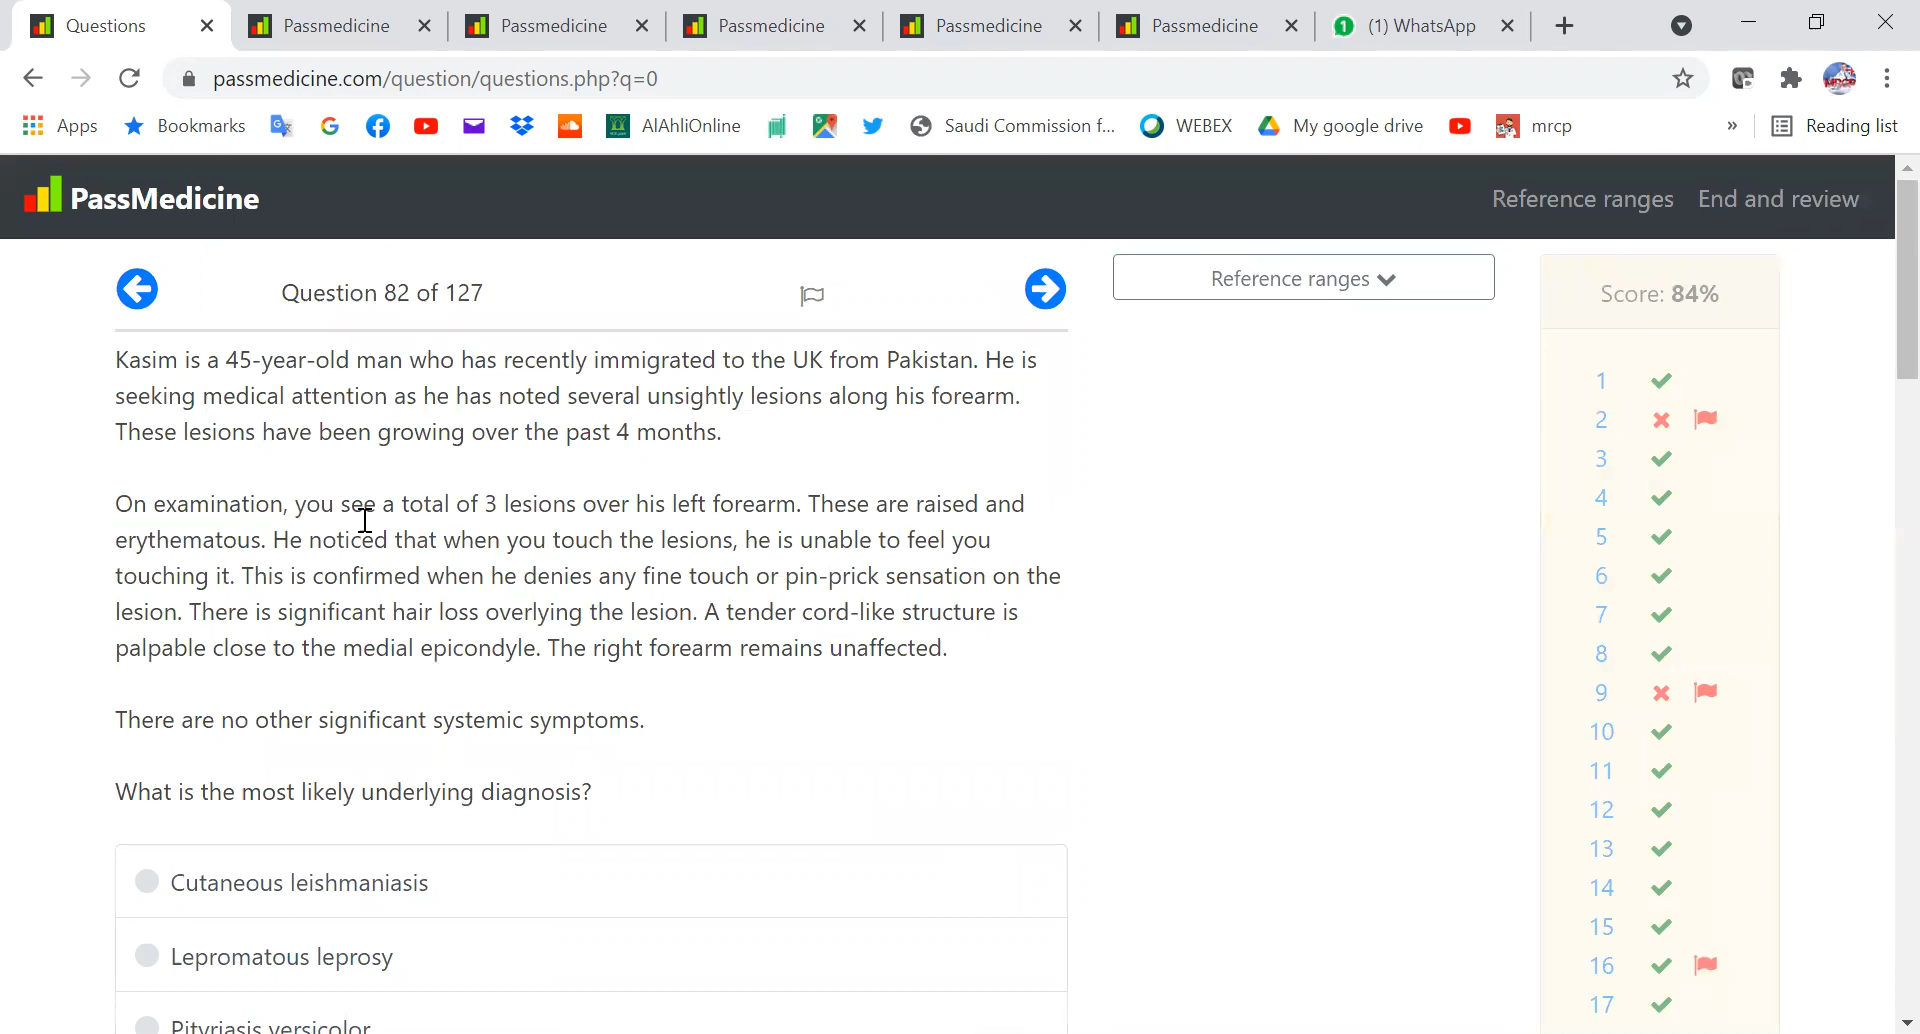 Questions
Passmedicine
Passmedicine
Passmedicine
Passmedicine
Passmedicine
(1) WhatsApp
passmedicine.com/question/questions.php?q=0
Apps
Bookmarks
AlAhliOnline
Saudi Commission f...
WEBEX
My google drive
mrcp
»
Reading list
PassMedicine
Reference ranges
End and review
Question 82 of 127
Reference ranges
Score: 84%
Kasim is a 45-year-old man who has recently immigrated to the UK from Pakistan. He is
seeking medical attention as he has noted several unsightly lesions along his forearm.
These lesions have been growing over the past 4 months.
On examination, you see a total of 3 lesions over his left forearm. These are raised and
erythematous. He noticed that when you touch the lesions, he is unable to feel you
touching it. This is confirmed when he denies any fine touch or pin-prick sensation on the
lesion. There is significant hair loss overlying the lesion. A tender cord-like structure is
palpable close to the medial epicondyle. The right forearm remains unaffected.
There are no other significant systemic symptoms.
What is the most likely underlying diagnosis?
Cutaneous leishmaniasis
Lepromatous leprosy
Pityriasis versicolor
1
2
3
4
5
6
7
8
9
10
11
12
13
14
15
16
17